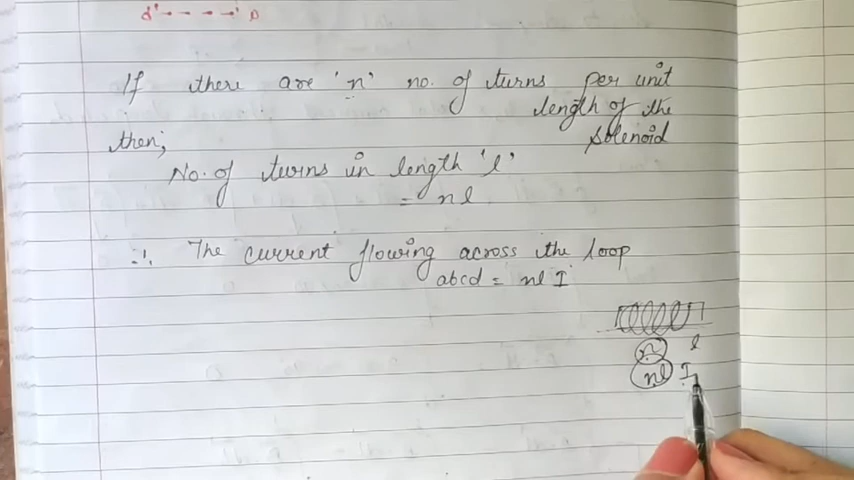 d - - - → D
If there are 'n' no. of turns per unit
length of the
solenoid
then,
No. of turns in length 'l'
= nl
∴ The current flowing across the loop
abcd = nl I
n l
nl I